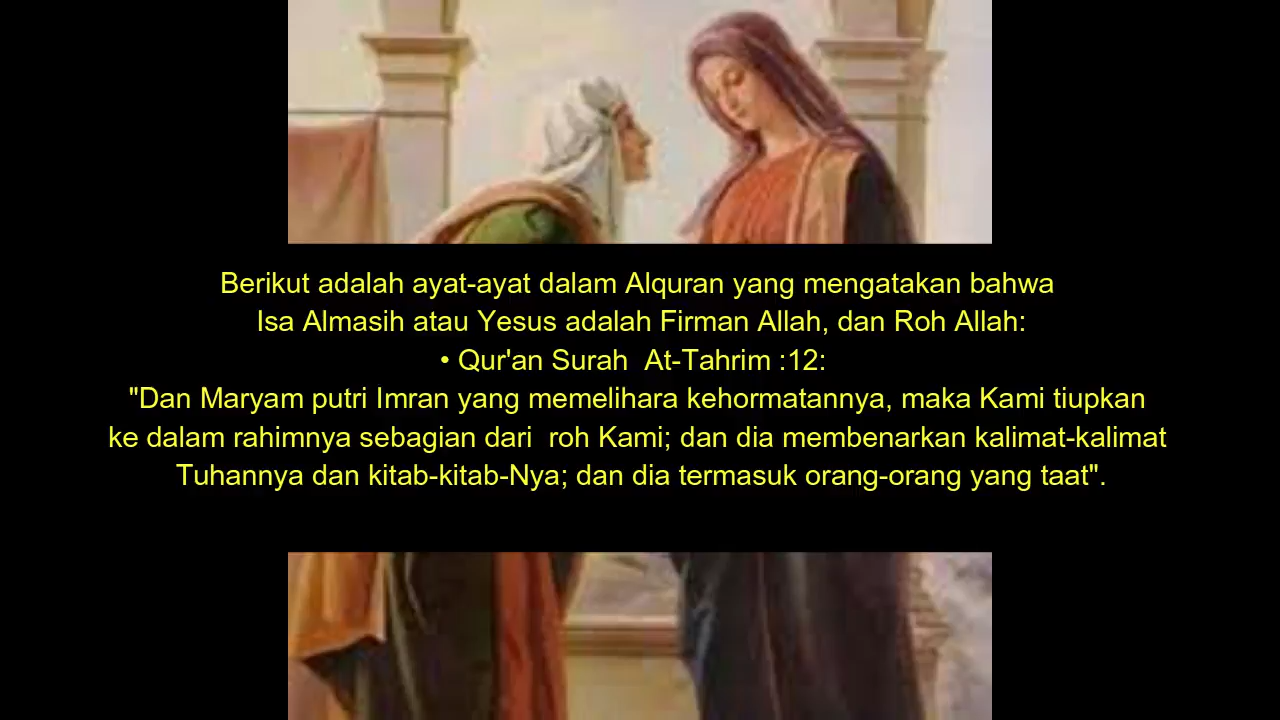 Berikut adalah ayat-ayat dalam Alquran yang mengatakan bahwa
Isa Almasih atau Yesus adalah Firman Allah, dan Roh Allah:
• Qur'an Surah  At-Tahrim :12:
"Dan Maryam putri Imran yang memelihara kehormatannya, maka Kami tiupkan
ke dalam rahimnya sebagian dari  roh Kami; dan dia membenarkan kalimat-kalimat
Tuhannya dan kitab-kitab-Nya; dan dia termasuk orang-orang yang taat".